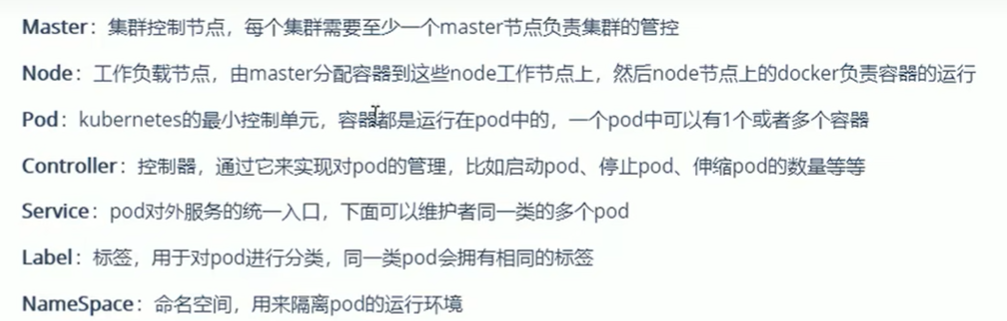 Master：集群控制节点，每个集群需要至少一个master节点负责集群的管控
Node：工作负载节点，由master分配容器到这些node工作节点上，然后node节点上的docker负责容器的运行
Pod：kubernetes的最小控制单元，容器都是运行在pod中的，一个pod中可以有1个或者多个容器
Controller：控制器，通过它来实现对pod的管理，比如启动pod、停止pod、伸缩pod的数量等等
Service：pod对外服务的统一入口，下面可以维护者同一类的多个pod
Label：标签，用于对pod进行分类，同一类pod会拥有相同的标签
NameSpace：命名空间，用来隔离pod的运行环境